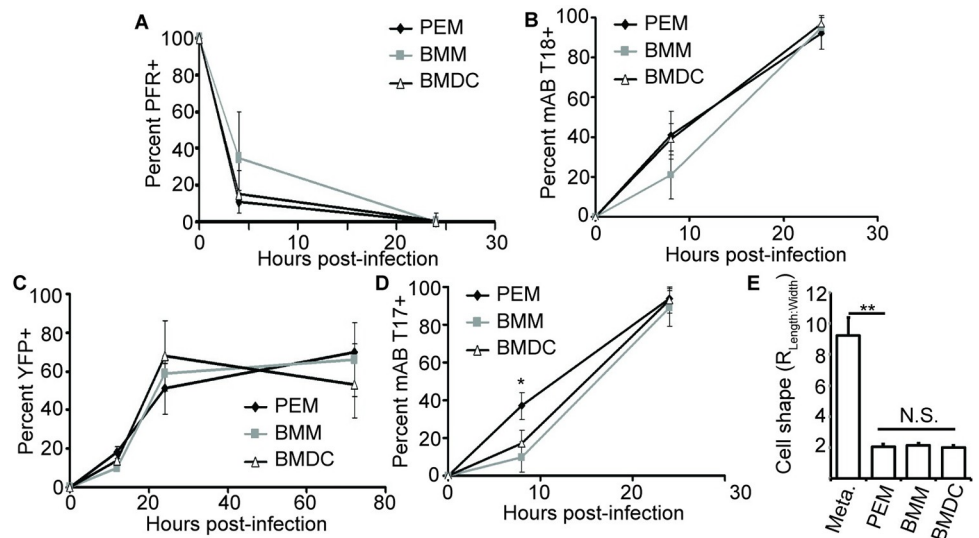 A
PEM
BMM
BMDC
Percent PFR+
100
80
60
40
20
0
0 10 20 30
Hours post-infection
B
PEM
BMM
BMDC
Percent mAB T18+
100
80
60
40
20
0
0 10 20 30
Hours post-infection
C
Percent YFP+
100
80
60
40
20
0
PEM
BMM
BMDC
0 20 40 60 80
Hours post-infection
D
PEM
BMM
BMDC
Percent mAB T17+
100
80
60
40
20
0
*
0 10 20 30
Hours post-infection
E
Cell shape (RLength:Width)
12
10
8
6
4
2
**
N.S.
Meta. PEM BMM BMDC